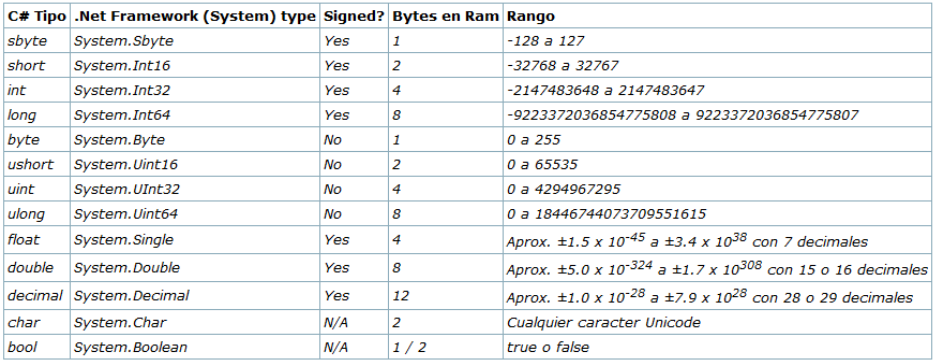 C# Tipo .Net Framework (System) type Signed? Bytes en Ram Rango
sbyte System.Sbyte Yes 1 -128 a 127
short System.Int16 Yes 2 -32768 a 32767
int System.Int32 Yes 4 -2147483648 a 2147483647
long System.Int64 Yes 8 -9223372036854775808 a 9223372036854775807
byte System.Byte No 1 0 a 255
ushort System.Uint16 No 2 0 a 65535
uint System.UInt32 No 4 0 a 4294967295
ulong System.Uint64 No 8 0 a 18446744073709551615
float System.Single Yes 4 Aprox. ±1.5 x 10⁻⁴⁵ a ±3.4 x 10³⁸ con 7 decimales
double System.Double Yes 8 Aprox. ±5.0 x 10⁻³²⁴ a ±1.7 x 10³⁰⁸ con 15 o 16 decimales
decimal System.Decimal Yes 12 Aprox. ±1.0 x 10⁻²⁸ a ±7.9 x 10²⁸ con 28 o 29 decimales
char System.Char N/A 2 Cualquier caracter Unicode
bool System.Boolean N/A 1 / 2 true o false